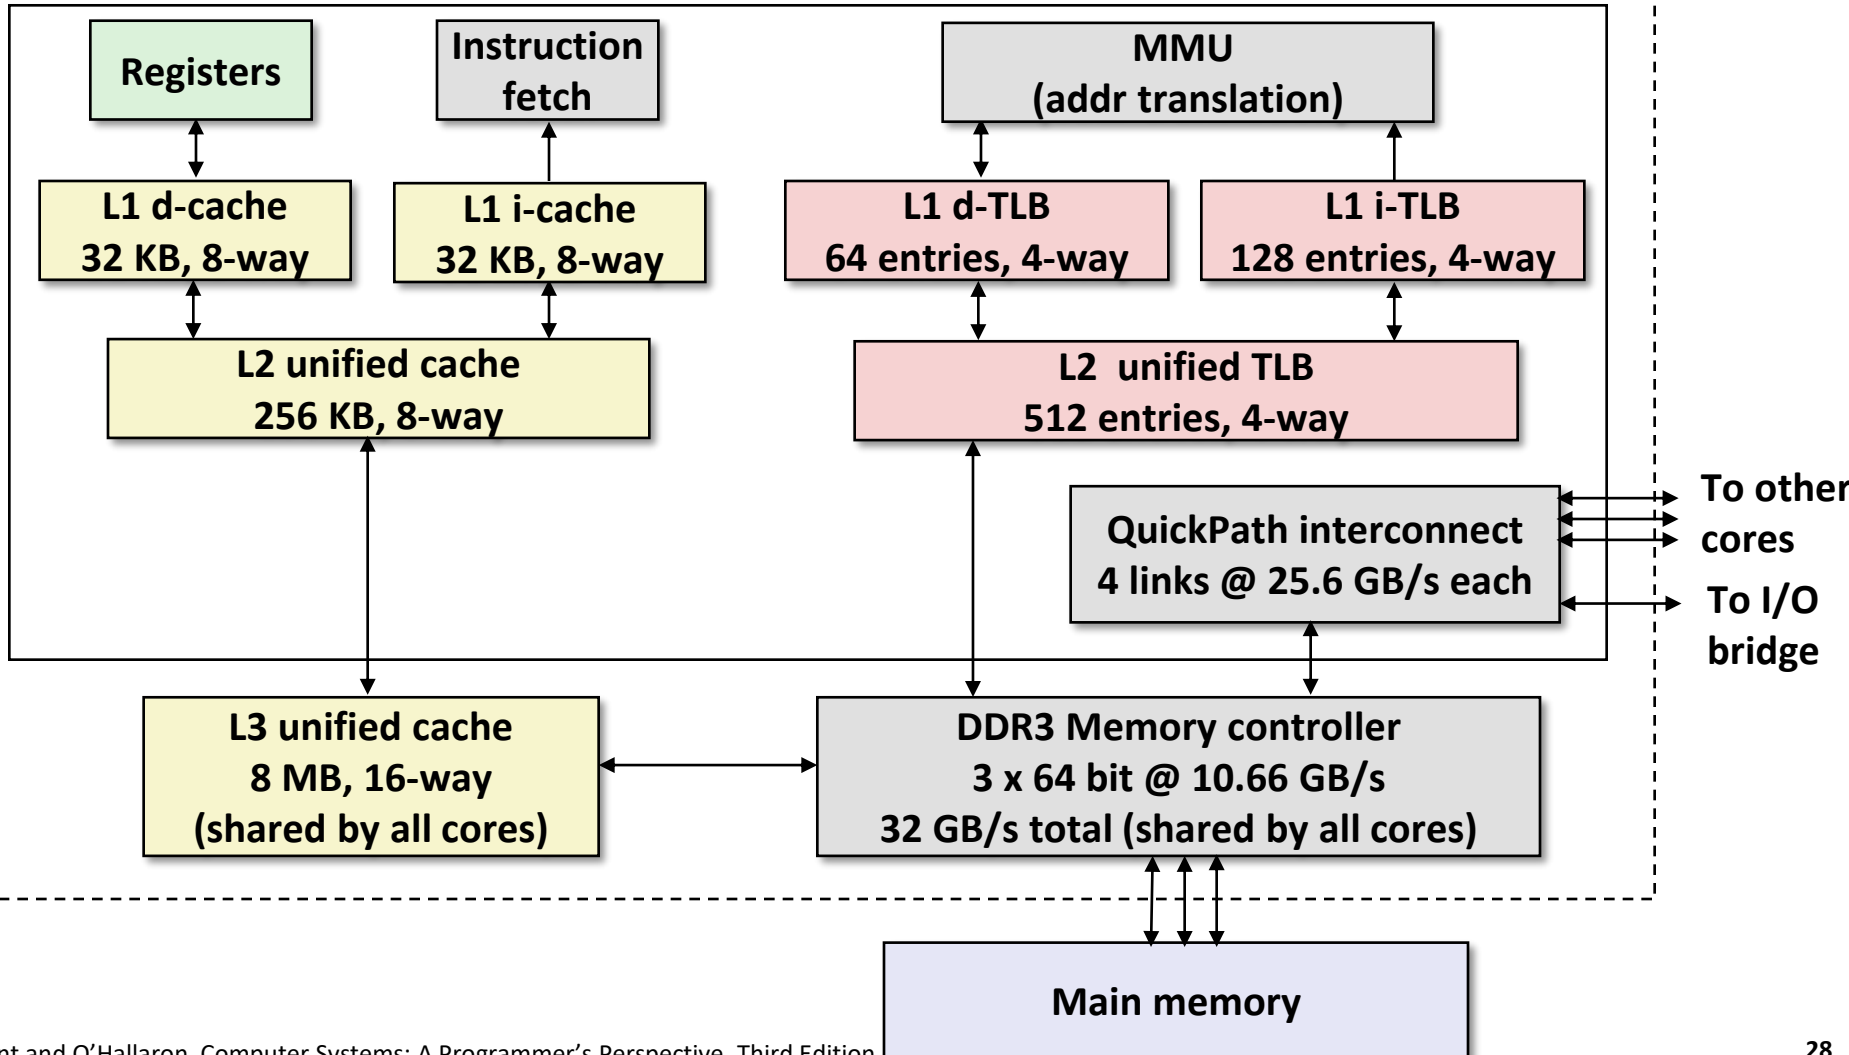 Registers
Instruction
fetch
MMU
(addr translation)
L1 d-cache
32 KB, 8-way
L1 i-cache
32 KB, 8-way
L1 d-TLB
64 entries, 4-way
L1 i-TLB
128 entries, 4-way
L2 unified cache
256 KB, 8-way
L2 unified TLB
512 entries, 4-way
QuickPath interconnect
4 links @ 25.6 GB/s each
To other
cores
To I/O
bridge
L3 unified cache
8 MB, 16-way
(shared by all cores)
DDR3 Memory controller
3 x 64 bit @ 10.66 GB/s
32 GB/s total (shared by all cores)
Main memory
nt and O'Hallaron, Computer Systems: A Programmer's Perspective, Third Edition
28